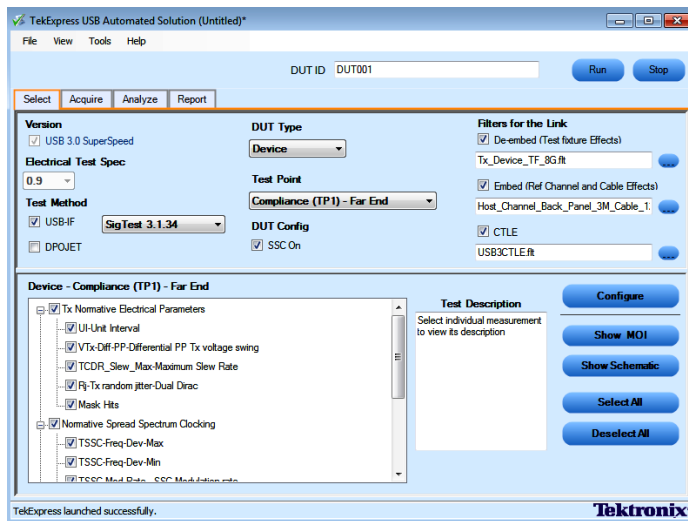 TekExpress USB Automated Solution (Untitled)*
File View Tools Help
DUT ID DUT001 Run Stop
Select Acquire Analyze Report
Version
USB 3.0 SuperSpeed
Electrical Test Spec
0.9
Test Method
USB-IF SigTest 3.1.34
DPOJET
DUT Type
Device
Test Point
Compliance (TP1) - Far End
DUT Config
SSC On
Filters for the Link
De-embed (Test fixture Effects)
Tx_Device_TF_8G.flt
Embed (Ref Channel and Cable Effects)
Host_Channel_Back_Panel_3M_Cable_1
CTLE
USB3CTLE.flt
Device - Compliance (TP1) - Far End
Tx Normative Electrical Parameters
UI-Unit Interval
VTx-Diff-PP-Differential PP Tx voltage swing
TCDR_Slew_Max-Maximum Slew Rate
Rj-Tx random jitter-Dual Dirac
Mask Hits
Normative Spread Spectrum Clocking
TSSC-Freq-Dev-Max
TSSC-Freq-Dev-Min
TSSC-Mod-Rate - SSC Modulation rate
Test Description
Select individual measurement
to view its description
Configure
Show MOI
Show Schematic
Select All
Deselect All
TekExpress launched successfully.
Tektronix